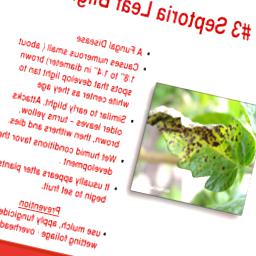 #3 Septoria Leaf Blight
• A Fungal Disease
• Causes numerous small ( about
1/8" to 1/4" in diameter) brown
spots that develop light tan to
white center as they age
• Similar to early blight. Attacks
older leaves – turns yellow,
brown, then withers and dies.
• Wet humid conditions favor the
development.
• It usually appears after plants
begin to set fruit.
Prevention
• use mulch, apply fungicide
wetting foliage / overhead